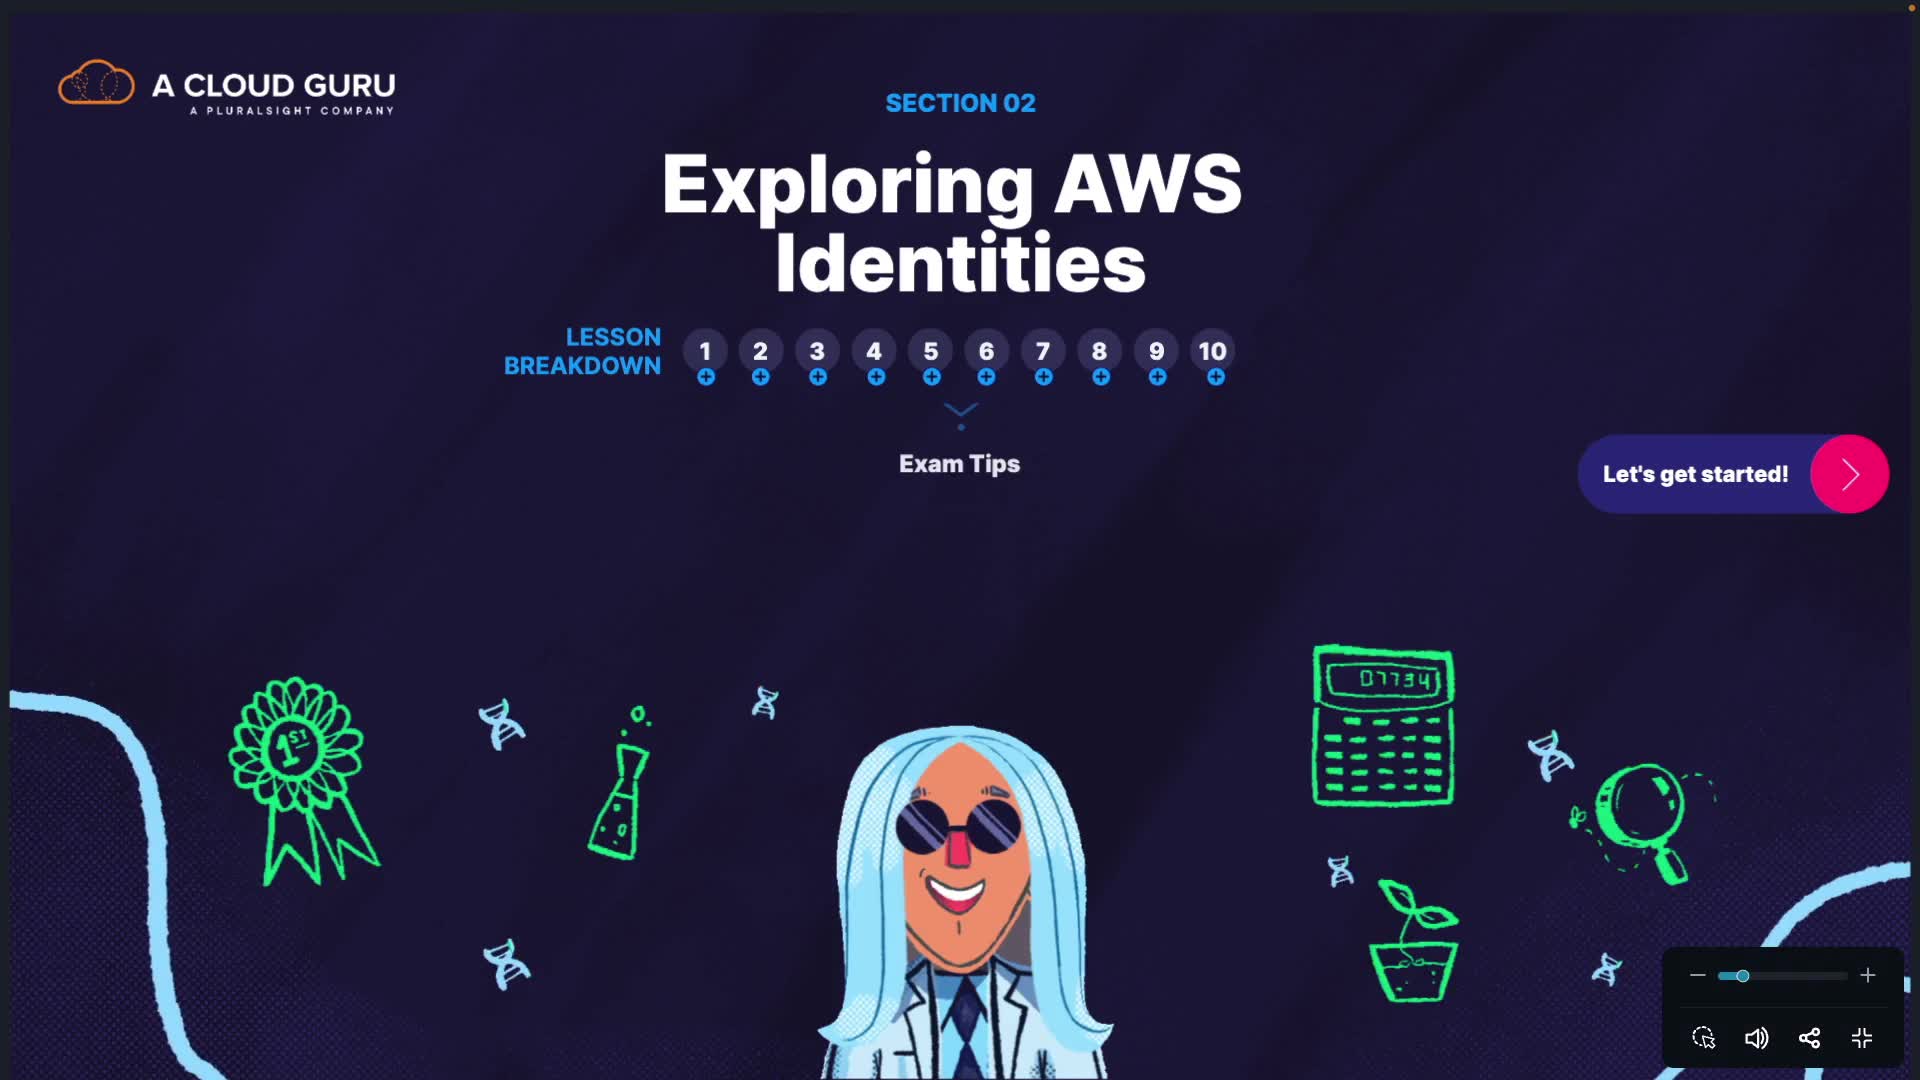 A CLOUD GURU
A PLURALSIGHT COMPANY
SECTION 02
Exploring AWS
Identities
LESSON
BREAKDOWN
1 2 3 4 5 6 7 8 9 10
Exam Tips
Let's get started!
1ST
07734